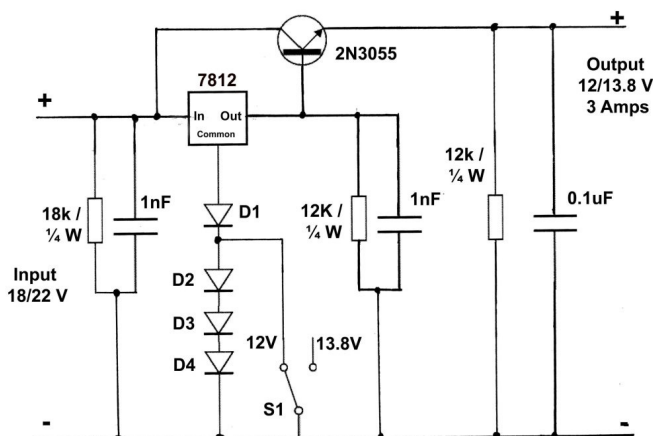 +
2N3055
7812
In Out
Common
+
Output
12/13.8 V
3 Amps
18k /
¼ W
1nF
D1
12K /
¼ W
1nF
12k /
¼ W
0.1uF
Input
18/22 V
D2
D3
D4
12V
13.8V
S1
-
-